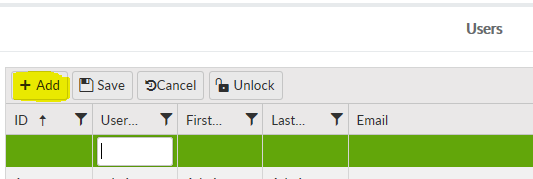 Users
+ Add Save Cancel Unlock
ID ↑ User... First... Last... Email